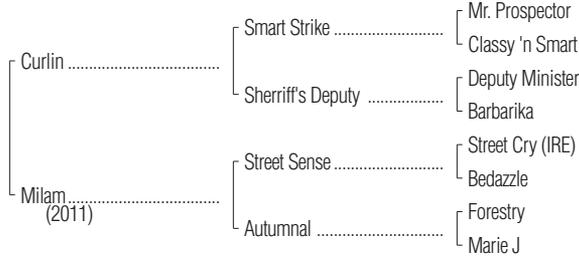 Mr. Prospector
Smart Strike ........................
Classy 'n Smart
Curlin .................................
Deputy Minister
Sherriff's Deputy ................
Barbarika
Street Cry (IRE)
Street Sense ........................
Bedazzle
Milam .................................
(2011)
Forestry
Autumnal ............................
Marie J